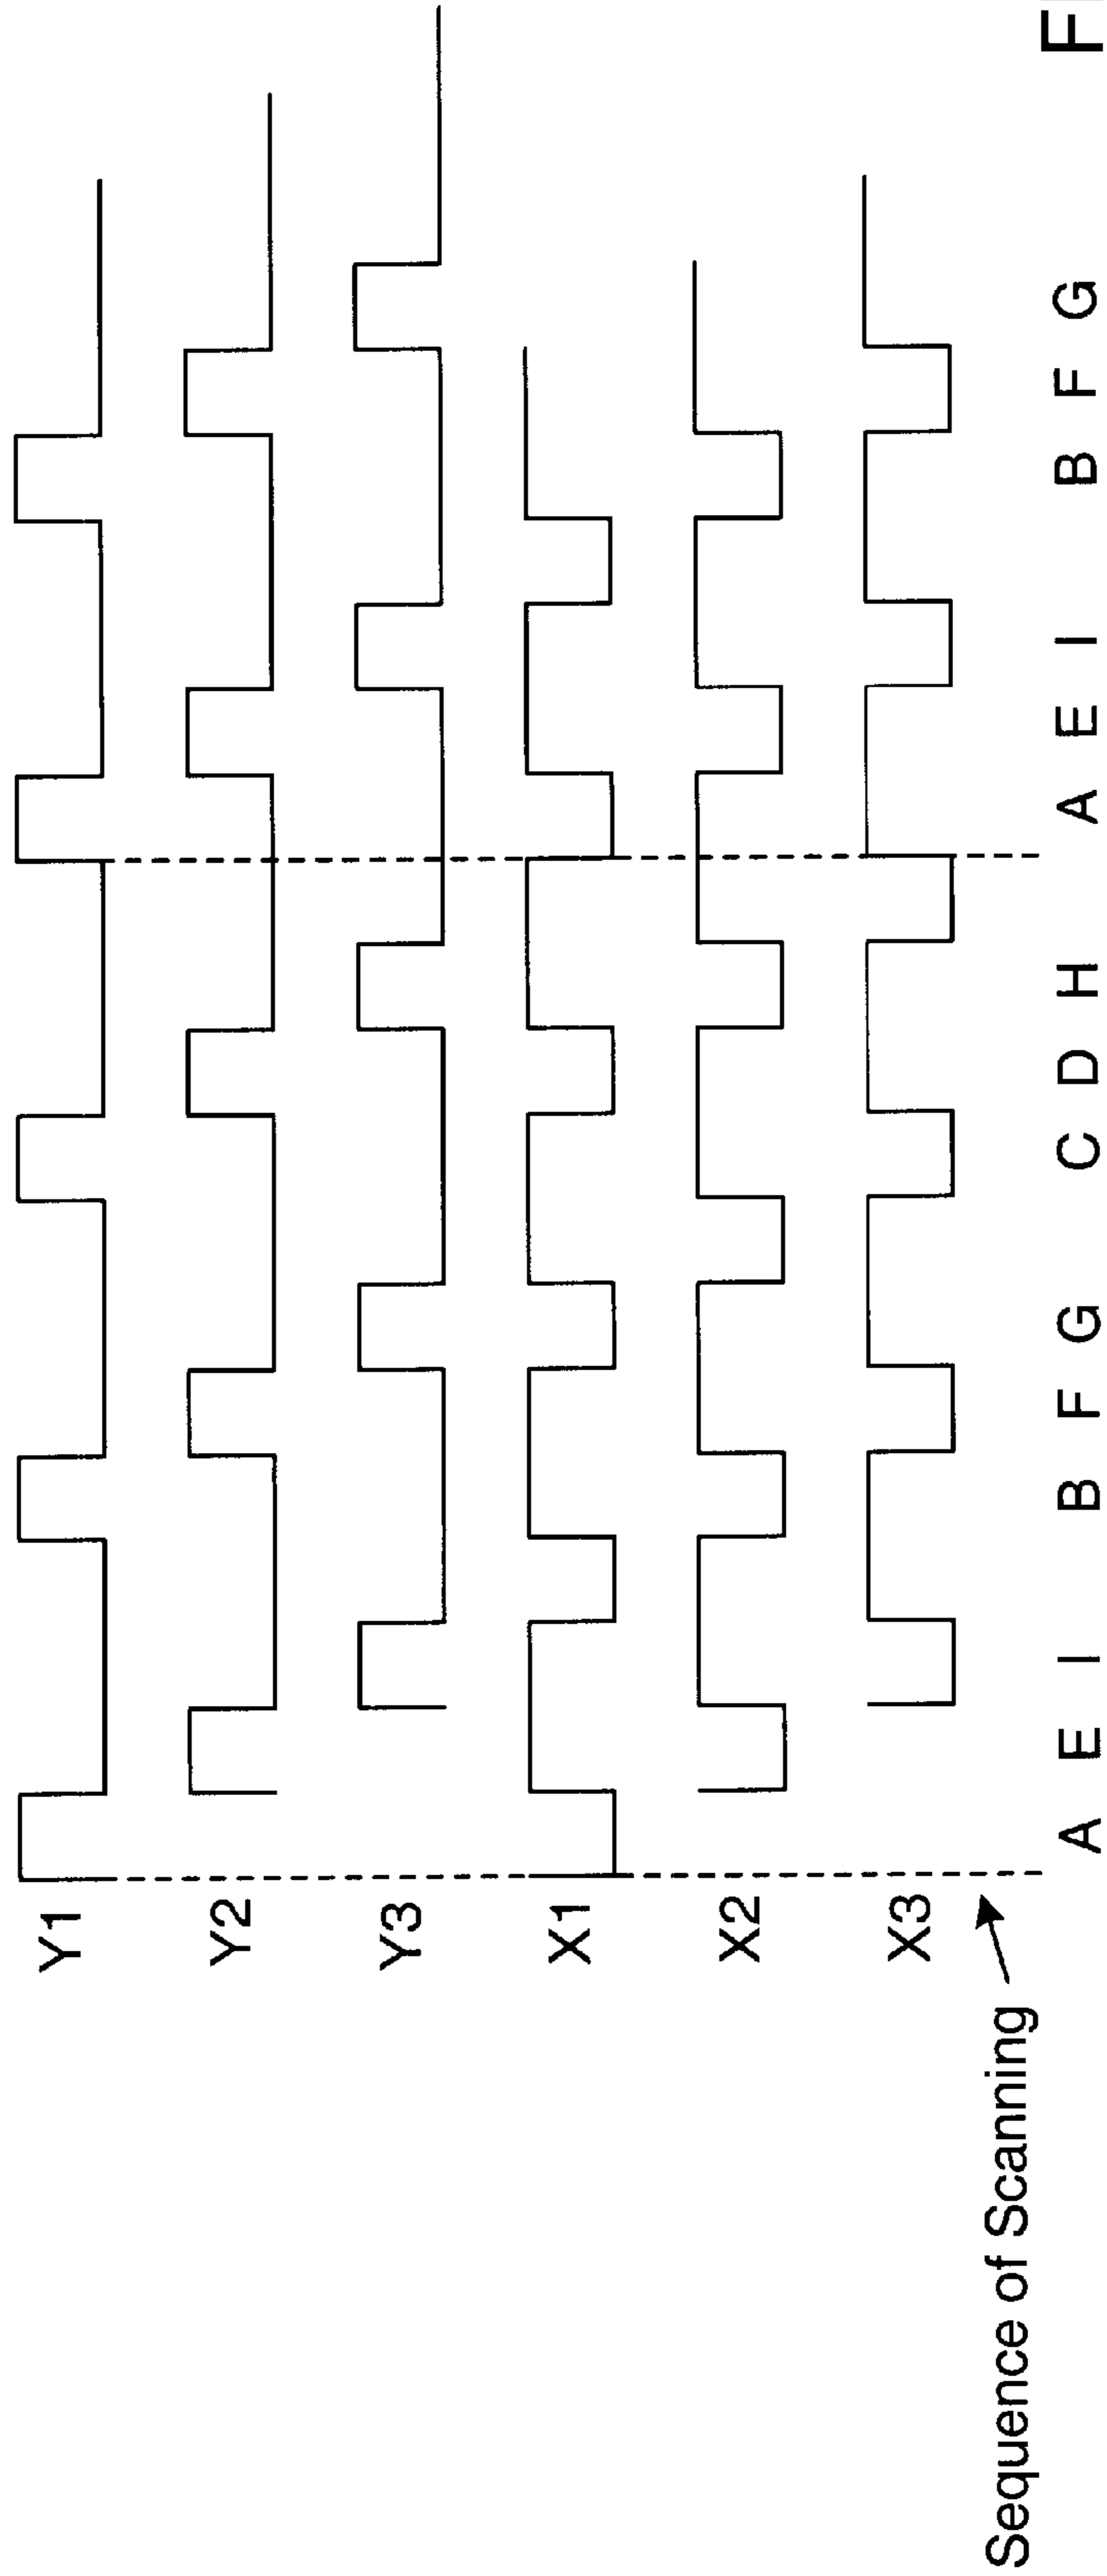 Y1
Y2
Y3
X1
X2
X3
Sequence of Scanning
A E I B F G C D H A E I B F G
F